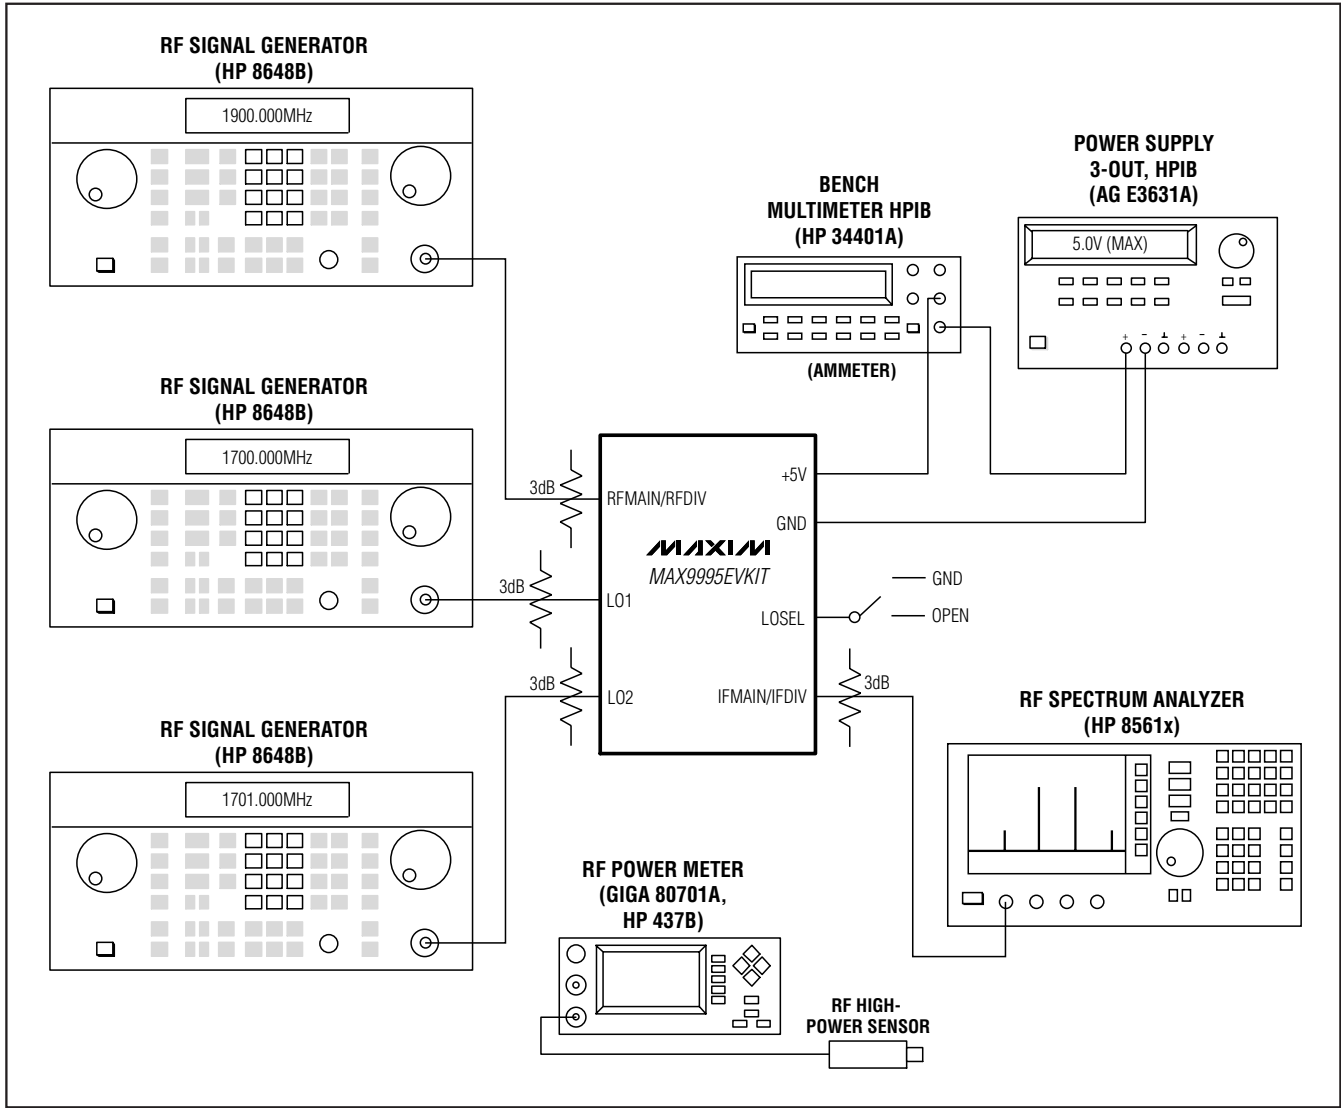 RF SIGNAL GENERATOR
(HP 8648B)
1900.000MHz
POWER SUPPLY
3-OUT, HPIB
(AG E3631A)
5.0V (MAX)
+ - ⊥ + - ⊥
BENCH
MULTIMETER HPIB
(HP 34401A)
(AMMETER)
RF SIGNAL GENERATOR
(HP 8648B)
1700.000MHz
3dB
RFMAIN/RFDIV
+5V
GND
MAXIM
MAX9995EVKIT
3dB
LO1
LOSEL
GND
OPEN
3dB
LO2
IFMAIN/IFDIV
3dB
RF SIGNAL GENERATOR
(HP 8648B)
1701.000MHz
RF SPECTRUM ANALYZER
(HP 8561x)
RF POWER METER
(GIGA 80701A,
HP 437B)
RF HIGH-
POWER SENSOR